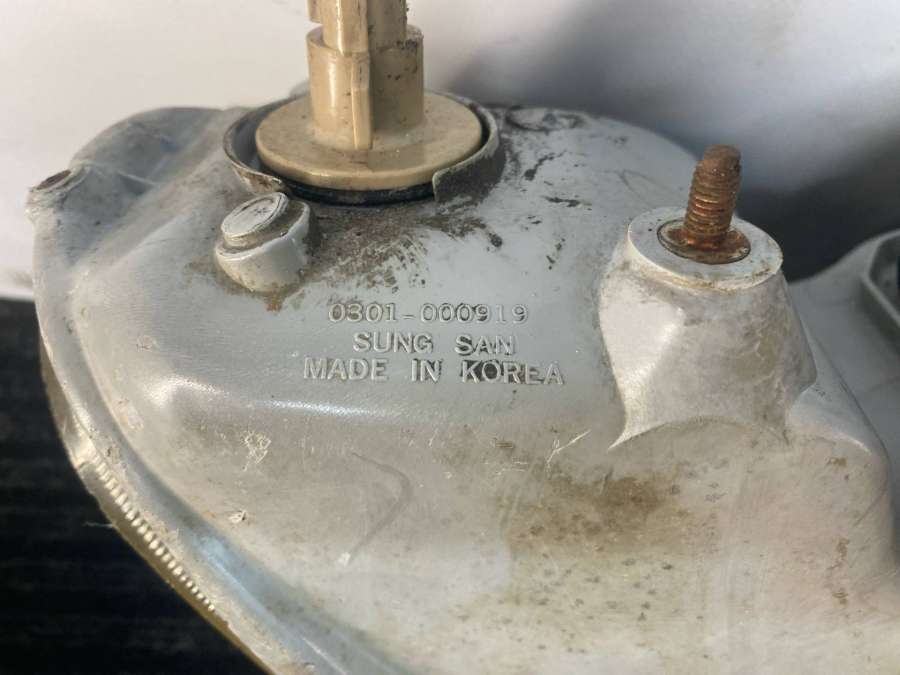 0301-000919
SUNG SAN
MADE IN KOREA